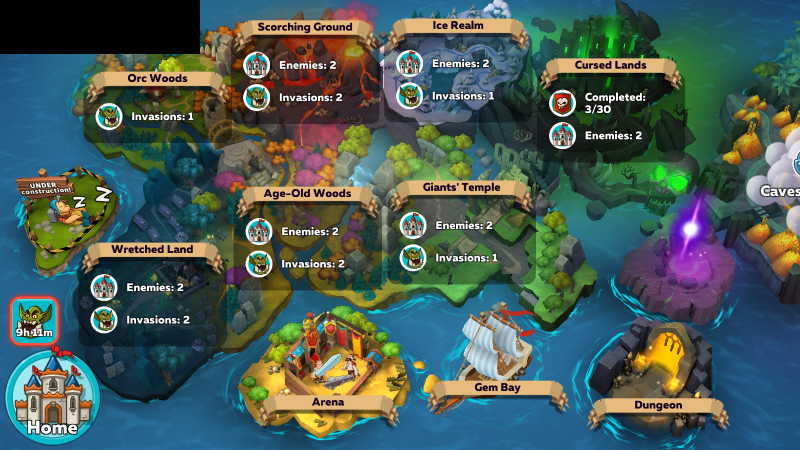 Scorching Ground
Enemies: 2
Invasions: 2
Ice Realm
Enemies: 2
Invasions: 1
Orc Woods
Invasions: 1
Cursed Lands
Completed:
3/30
Enemies: 2
UNDER
construction!
Z Z
Age-Old Woods
Enemies: 2
Invasions: 2
Giants' Temple
Enemies: 2
Invasions: 1
Caves
Wretched Land
Enemies: 2
Invasions: 2
9h 11m
Home
Arena
Gem Bay
Dungeon